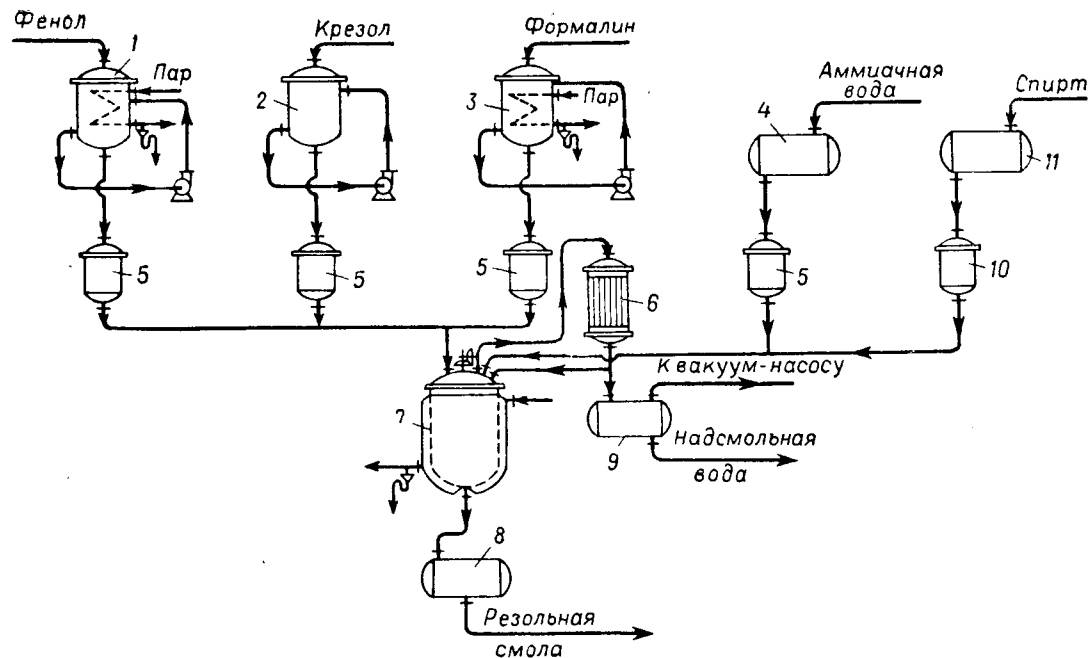 Фенол
Крезол
Формалин
1
Пар
2
3
Пар
Аммиачная
вода
Спирт
4
11
5
5
5
6
5
10
К вакуум-насосу
7
9
Надсмольная
вода
8
Резольная
смола